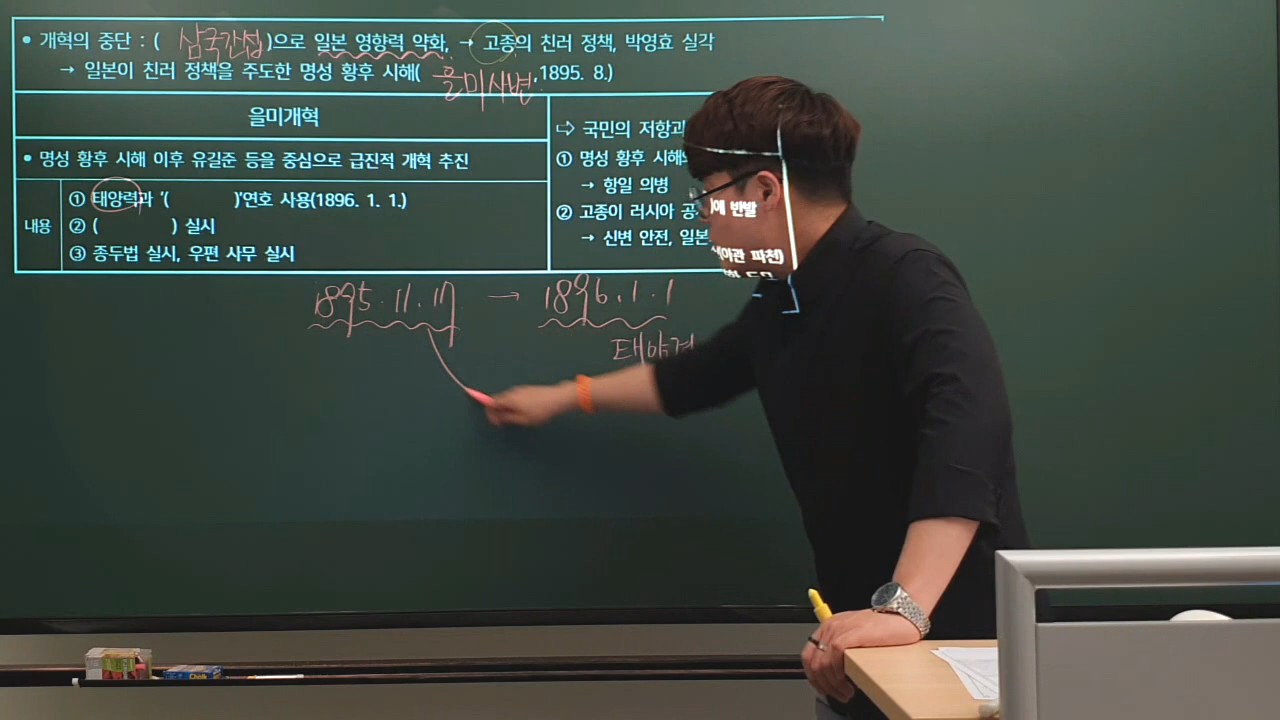 • 개혁의 중단 : ( 삼국간섭 )으로 일본 영향력 약화, → 고종의 친러 정책, 박영효 실각
→ 일본이 친러 정책을 주도한 명성 황후 시해( 을미사변, 1895. 8.)
을미개혁
• 명성 황후 시해 이후 유길준 등을 중심으로 급진적 개혁 추진
내용
① 태양력과 '( )'연호 사용(1896. 1. 1.)
② ( ) 실시
③ 종두법 실시, 우편 사무 실시
⇨ 국민의 저항과
① 명성 황후 시해
)에 반발
→ 항일 의병
② 고종이 러시아 공
(아관 파천)
→ 신변 안전, 일본
1895. 11. 17 → 1896. 1. 1